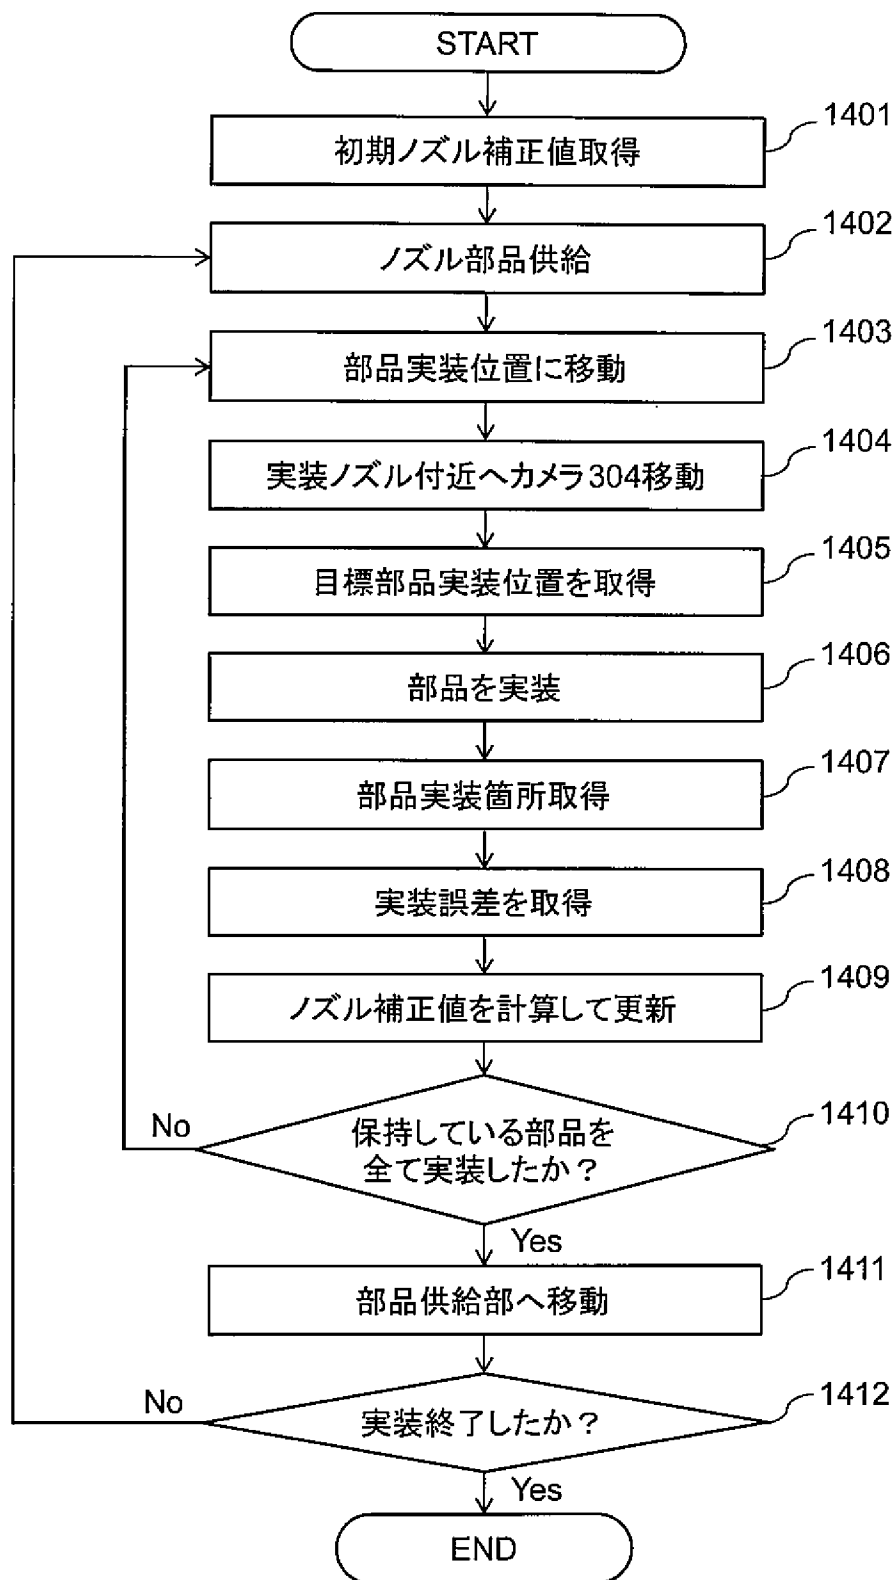 START
1401
初期ノズル補正値取得
1402
ノズル部品供給
1403
部品実装位置に移動
1404
実装ノズル付近へカメラ304移動
1405
目標部品実装位置を取得
1406
部品を実装
1407
部品実装箇所取得
1408
実装誤差を取得
1409
ノズル補正値を計算して更新
1410
No
保持している部品を
全て実装したか？
Yes
1411
部品供給部へ移動
1412
No
実装終了したか？
Yes
END